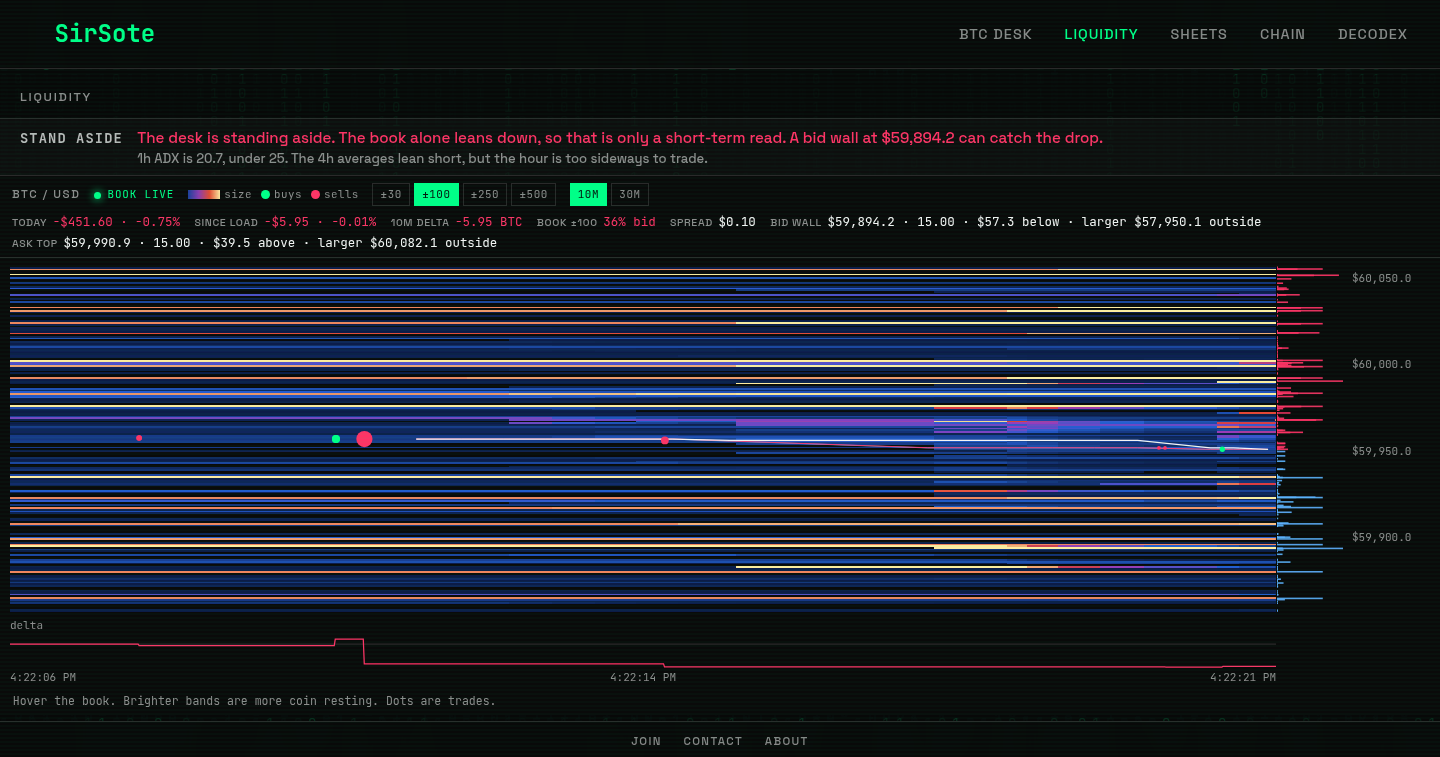 SirSote
BTC DESK LIQUIDITY SHEETS CHAIN DECODEX
LIQUIDITY
STAND ASIDE The desk is standing aside. The book alone leans down, so that is only a short-term read. A bid wall at $59,894.2 can catch the drop.
1h ADX is 20.7, under 25. The 4h averages lean short, but the hour is too sideways to trade.
BTC / USD BOOK LIVE size buys sells ±30 ±100 ±250 ±500 10M 30M
TODAY -$451.60 · -0.75% SINCE LOAD -$5.95 · -0.01% 10M DELTA -5.95 BTC BOOK ±100 36% bid SPREAD $0.10 BID WALL $59,894.2 · 15.00 · $57.3 below · larger $57,950.1 outside
ASK TOP $59,990.9 · 15.00 · $39.5 above · larger $60,082.1 outside
$60,050.0
$60,000.0
$59,950.0
$59,900.0
delta
4:22:06 PM 4:22:14 PM 4:22:21 PM
Hover the book. Brighter bands are more coin resting. Dots are trades.
JOIN CONTACT ABOUT